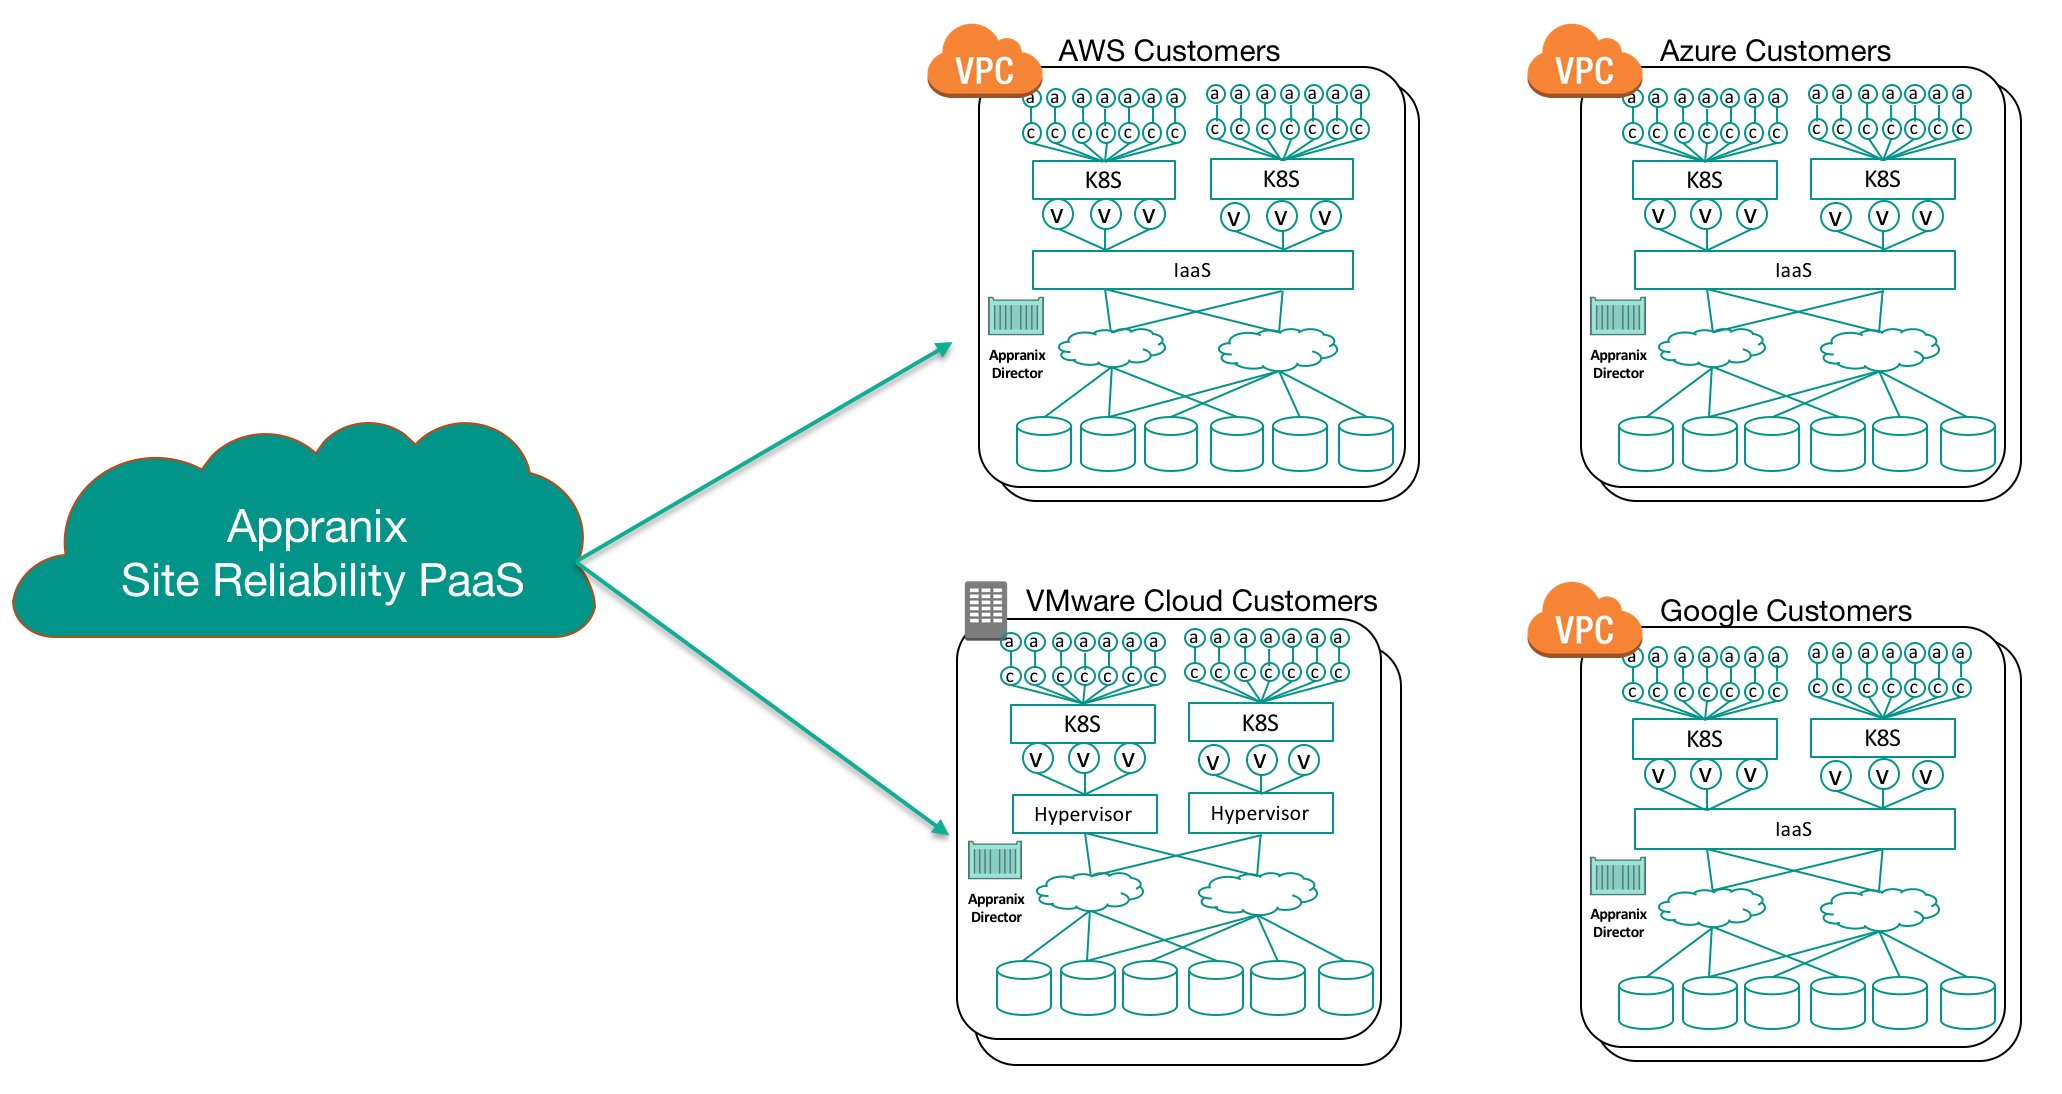 Appranix
Site Reliability PaaS
VPC
AWS Customers
a a a a a a a a a a a a a a
c c c c c c c c c c c c c c
K8S K8S
V V V V V V
IaaS
Appranix
Director
VPC
Azure Customers
a a a a a a a a a a a a a a
c c c c c c c c c c c c c c
K8S K8S
V V V V V V
IaaS
Appranix
Director
VMware Cloud Customers
a a a a a a a a a a a a a a
c c c c c c c c c c c c c c
K8S K8S
V V V V V V
Hypervisor Hypervisor
Appranix
Director
VPC
Google Customers
a a a a a a a a a a a a a a
c c c c c c c c c c c c c c
K8S K8S
V V V V V V
IaaS
Appranix
Director